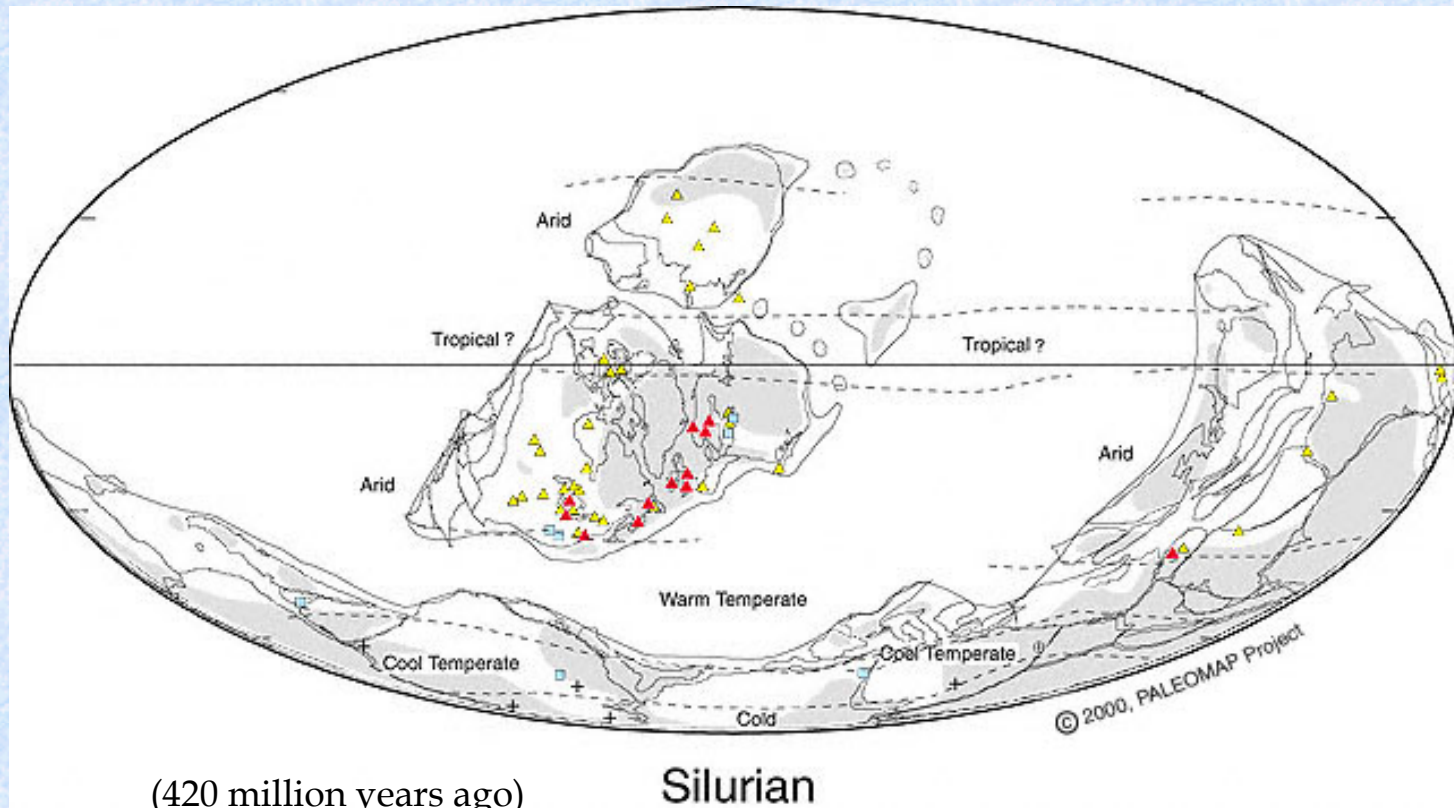 Arid
Tropical ?
Tropical ?
Arid
Arid
Warm Temperate
Cool Temperate
Cool Temperate
Cold
© 2000, PALEOMAP Project
(420 million years ago)
Silurian